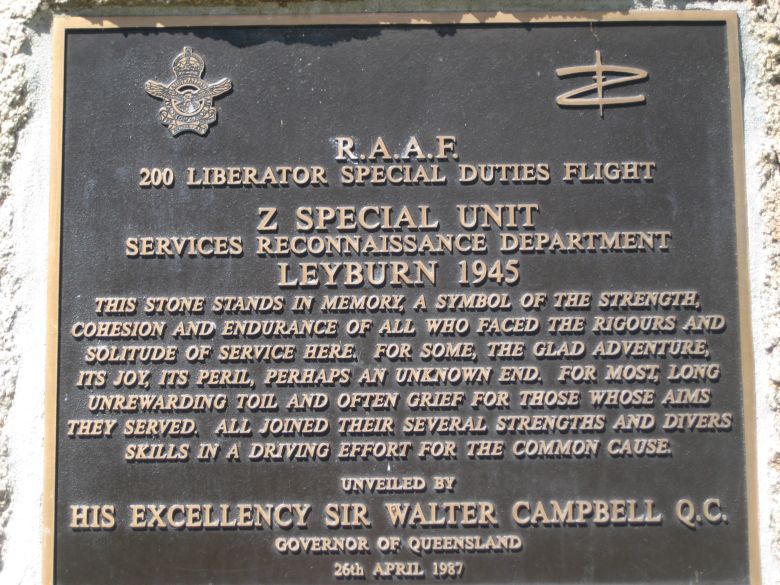 R.A.A.F.
200 LIBERATOR SPECIAL DUTIES FLIGHT
Z SPECIAL UNIT
SERVICES RECONNAISSANCE DEPARTMENT
LEYBURN 1945
THIS STONE STANDS IN MEMORY, A SYMBOL OF THE STRENGTH,
COHESION AND ENDURANCE OF ALL WHO FACED THE RIGOURS AND
SOLITUDE OF SERVICE HERE. FOR SOME, THE GLAD ADVENTURE,
ITS JOY, ITS PERIL, PERHAPS AN UNKNOWN END. FOR MOST, LONG
UNREWARDING TOIL AND OFTEN GRIEF FOR THOSE WHOSE AIMS
THEY SERVED. ALL JOINED THEIR SEVERAL STRENGTHS AND DIVERS
SKILLS IN A DRIVING EFFORT FOR THE COMMON CAUSE.
UNVEILED BY
HIS EXCELLENCY SIR WALTER CAMPBELL Q.C.
GOVERNOR OF QUEENSLAND
26th APRIL 1987